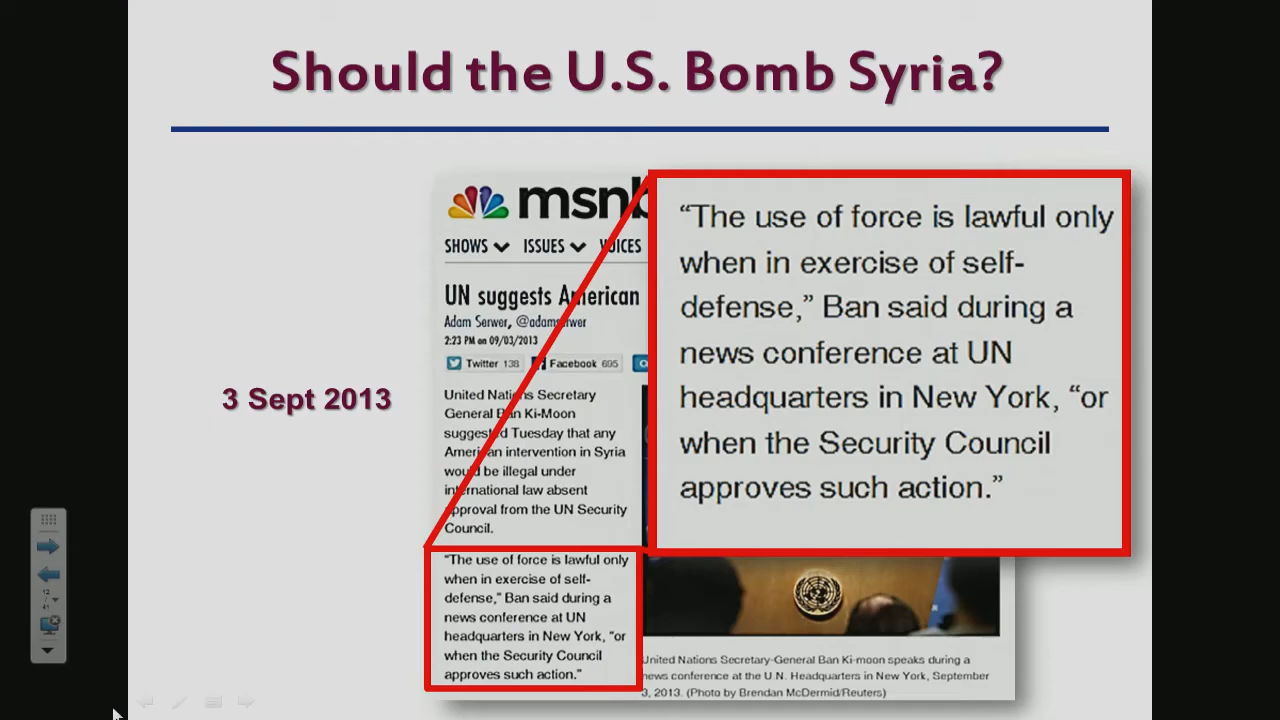 Should the U.S. Bomb Syria?
msnb
SHOWS ISSUES VOICES
UN suggests American
Adam Serwer, @adamserwer
2:23 PM on 09/03/2013
Twitter 138 Facebook 695
3 Sept 2013
United Nations Secretary
General Ban Ki-Moon
suggested Tuesday that any
American intervention in Syria
would be illegal under
international law absent
approval from the UN Security
Council.
“The use of force is lawful only
when in exercise of self-
defense,” Ban said during a
news conference at UN
headquarters in New York, “or
when the Security Council
approves such action.”
“The use of force is lawful only
when in exercise of self-
defense,” Ban said during a
news conference at UN
headquarters in New York, “or
when the Security Council
approves such action.”
United Nations Secretary-General Ban Ki-moon speaks during a
news conference at the U.N. Headquarters in New York, September
3, 2013. (Photo by Brendan McDermid/Reuters)
12
/
41